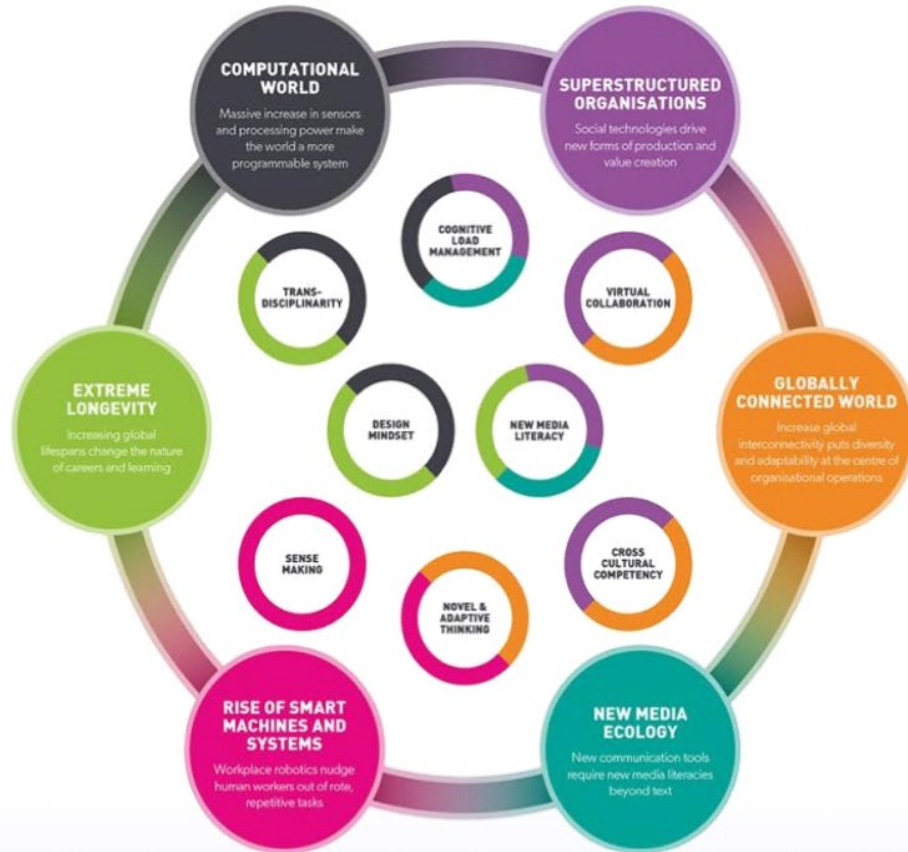 COMPUTATIONAL
WORLD
Massive increase in sensors
and processing power make
the world a more
programmable system
SUPERSTRUCTURED
ORGANISATIONS
Social technologies drive
new forms of production and
value creation
COGNITIVE
LOAD
MANAGEMENT
TRANS-
DISCIPLINARITY
VIRTUAL
COLLABORATION
EXTREME
LONGEVITY
Increasing global
lifespans change the nature
of careers and learning
DESIGN
MINDSET
NEW MEDIA
LITERACY
GLOBALLY
CONNECTED WORLD
Increase global
interconnectivity puts diversity
and adaptability at the centre of
organisational operations
SENSE
MAKING
NOVEL &
ADAPTIVE
THINKING
CROSS
CULTURAL
COMPETENCY
RISE OF SMART
MACHINES AND
SYSTEMS
Workplace robotics nudge
human workers out of rote,
repetitive tasks
NEW MEDIA
ECOLOGY
New communication tools
require new media literacies
beyond text